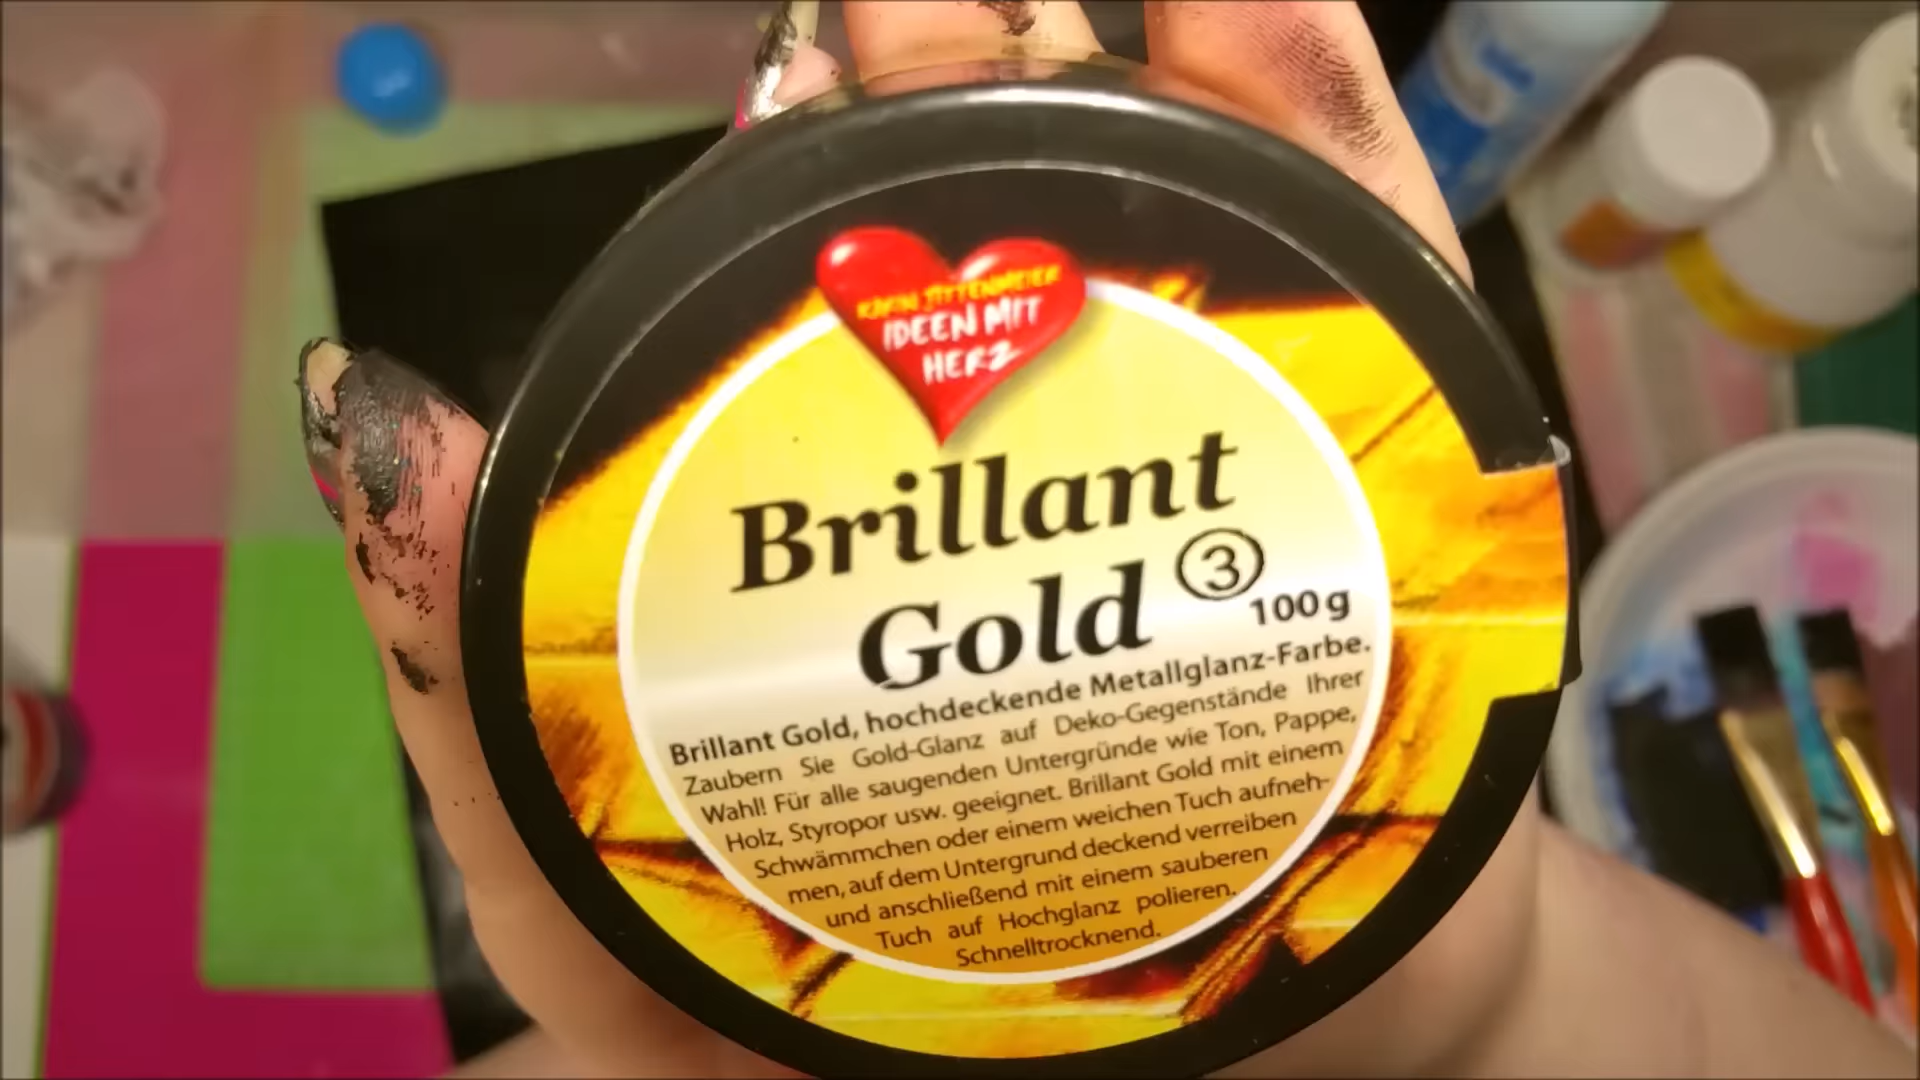 KARIN JITTENMEIER
IDEEN MIT
HERZ
Brillant
Gold ③
100g
Brillant Gold, hochdeckende Metallglanz-Farbe.
Zaubern Sie Gold-Glanz auf Deko-Gegenstände Ihrer
Wahl! Für alle saugenden Untergründe wie Ton, Pappe,
Holz, Styropor usw. geeignet. Brillant Gold mit einem
Schwämmchen oder einem weichen Tuch aufneh-
men, auf dem Untergrund deckend verreiben
und anschließend mit einem sauberen
Tuch auf Hochglanz polieren.
Schnelltrocknend.